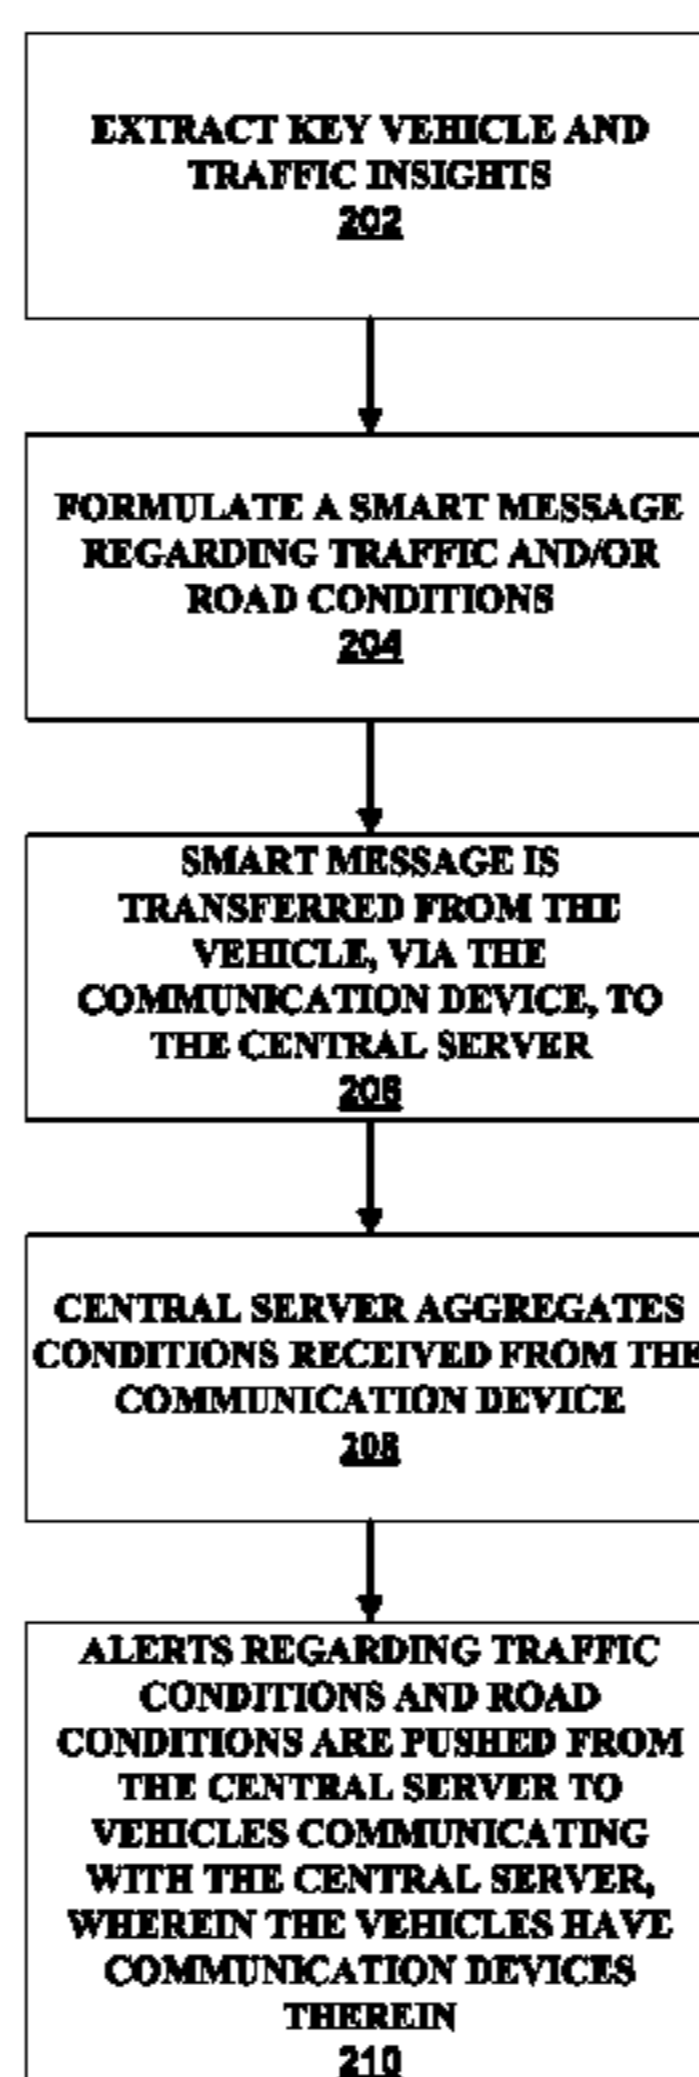 EXTRACT KEY VEHICLE AND
TRAFFIC INSIGHTS
202
FORMULATE A SMART MESSAGE
REGARDING TRAFFIC AND/OR
ROAD CONDITIONS
204
SMART MESSAGE IS
TRANSFERRED FROM THE
VEHICLE, VIA THE
COMMUNICATION DEVICE, TO
THE CENTRAL SERVER
206
CENTRAL SERVER AGGREGATES
CONDITIONS RECEIVED FROM THE
COMMUNICATION DEVICE
208
ALERTS REGARDING TRAFFIC
CONDITIONS AND ROAD
CONDITIONS ARE PUSHED FROM
THE CENTRAL SERVER TO
VEHICLES COMMUNICATING
WITH THE CENTRAL SERVER,
WHEREIN THE VEHICLES HAVE
COMMUNICATION DEVICES
THEREIN
210